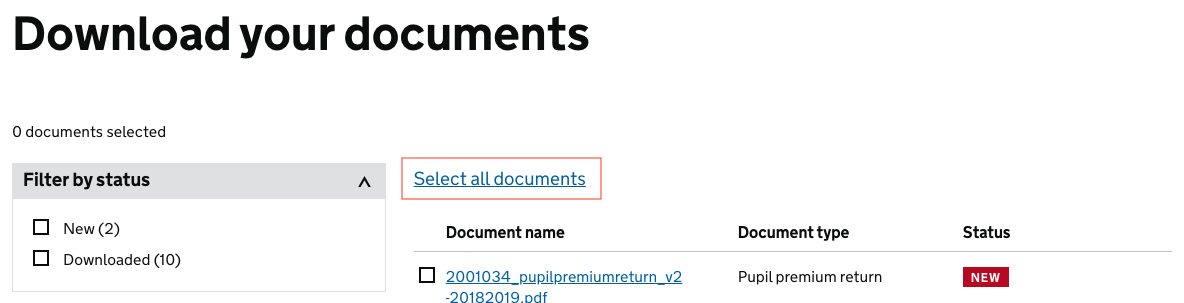 Download your documents
0 documents selected
Filter by status
New (2)
Downloaded (10)
Select all documents
Document name Document type Status
2001034_pupilpremiumreturn_v2 Pupil premium return NEW
-20182019.pdf